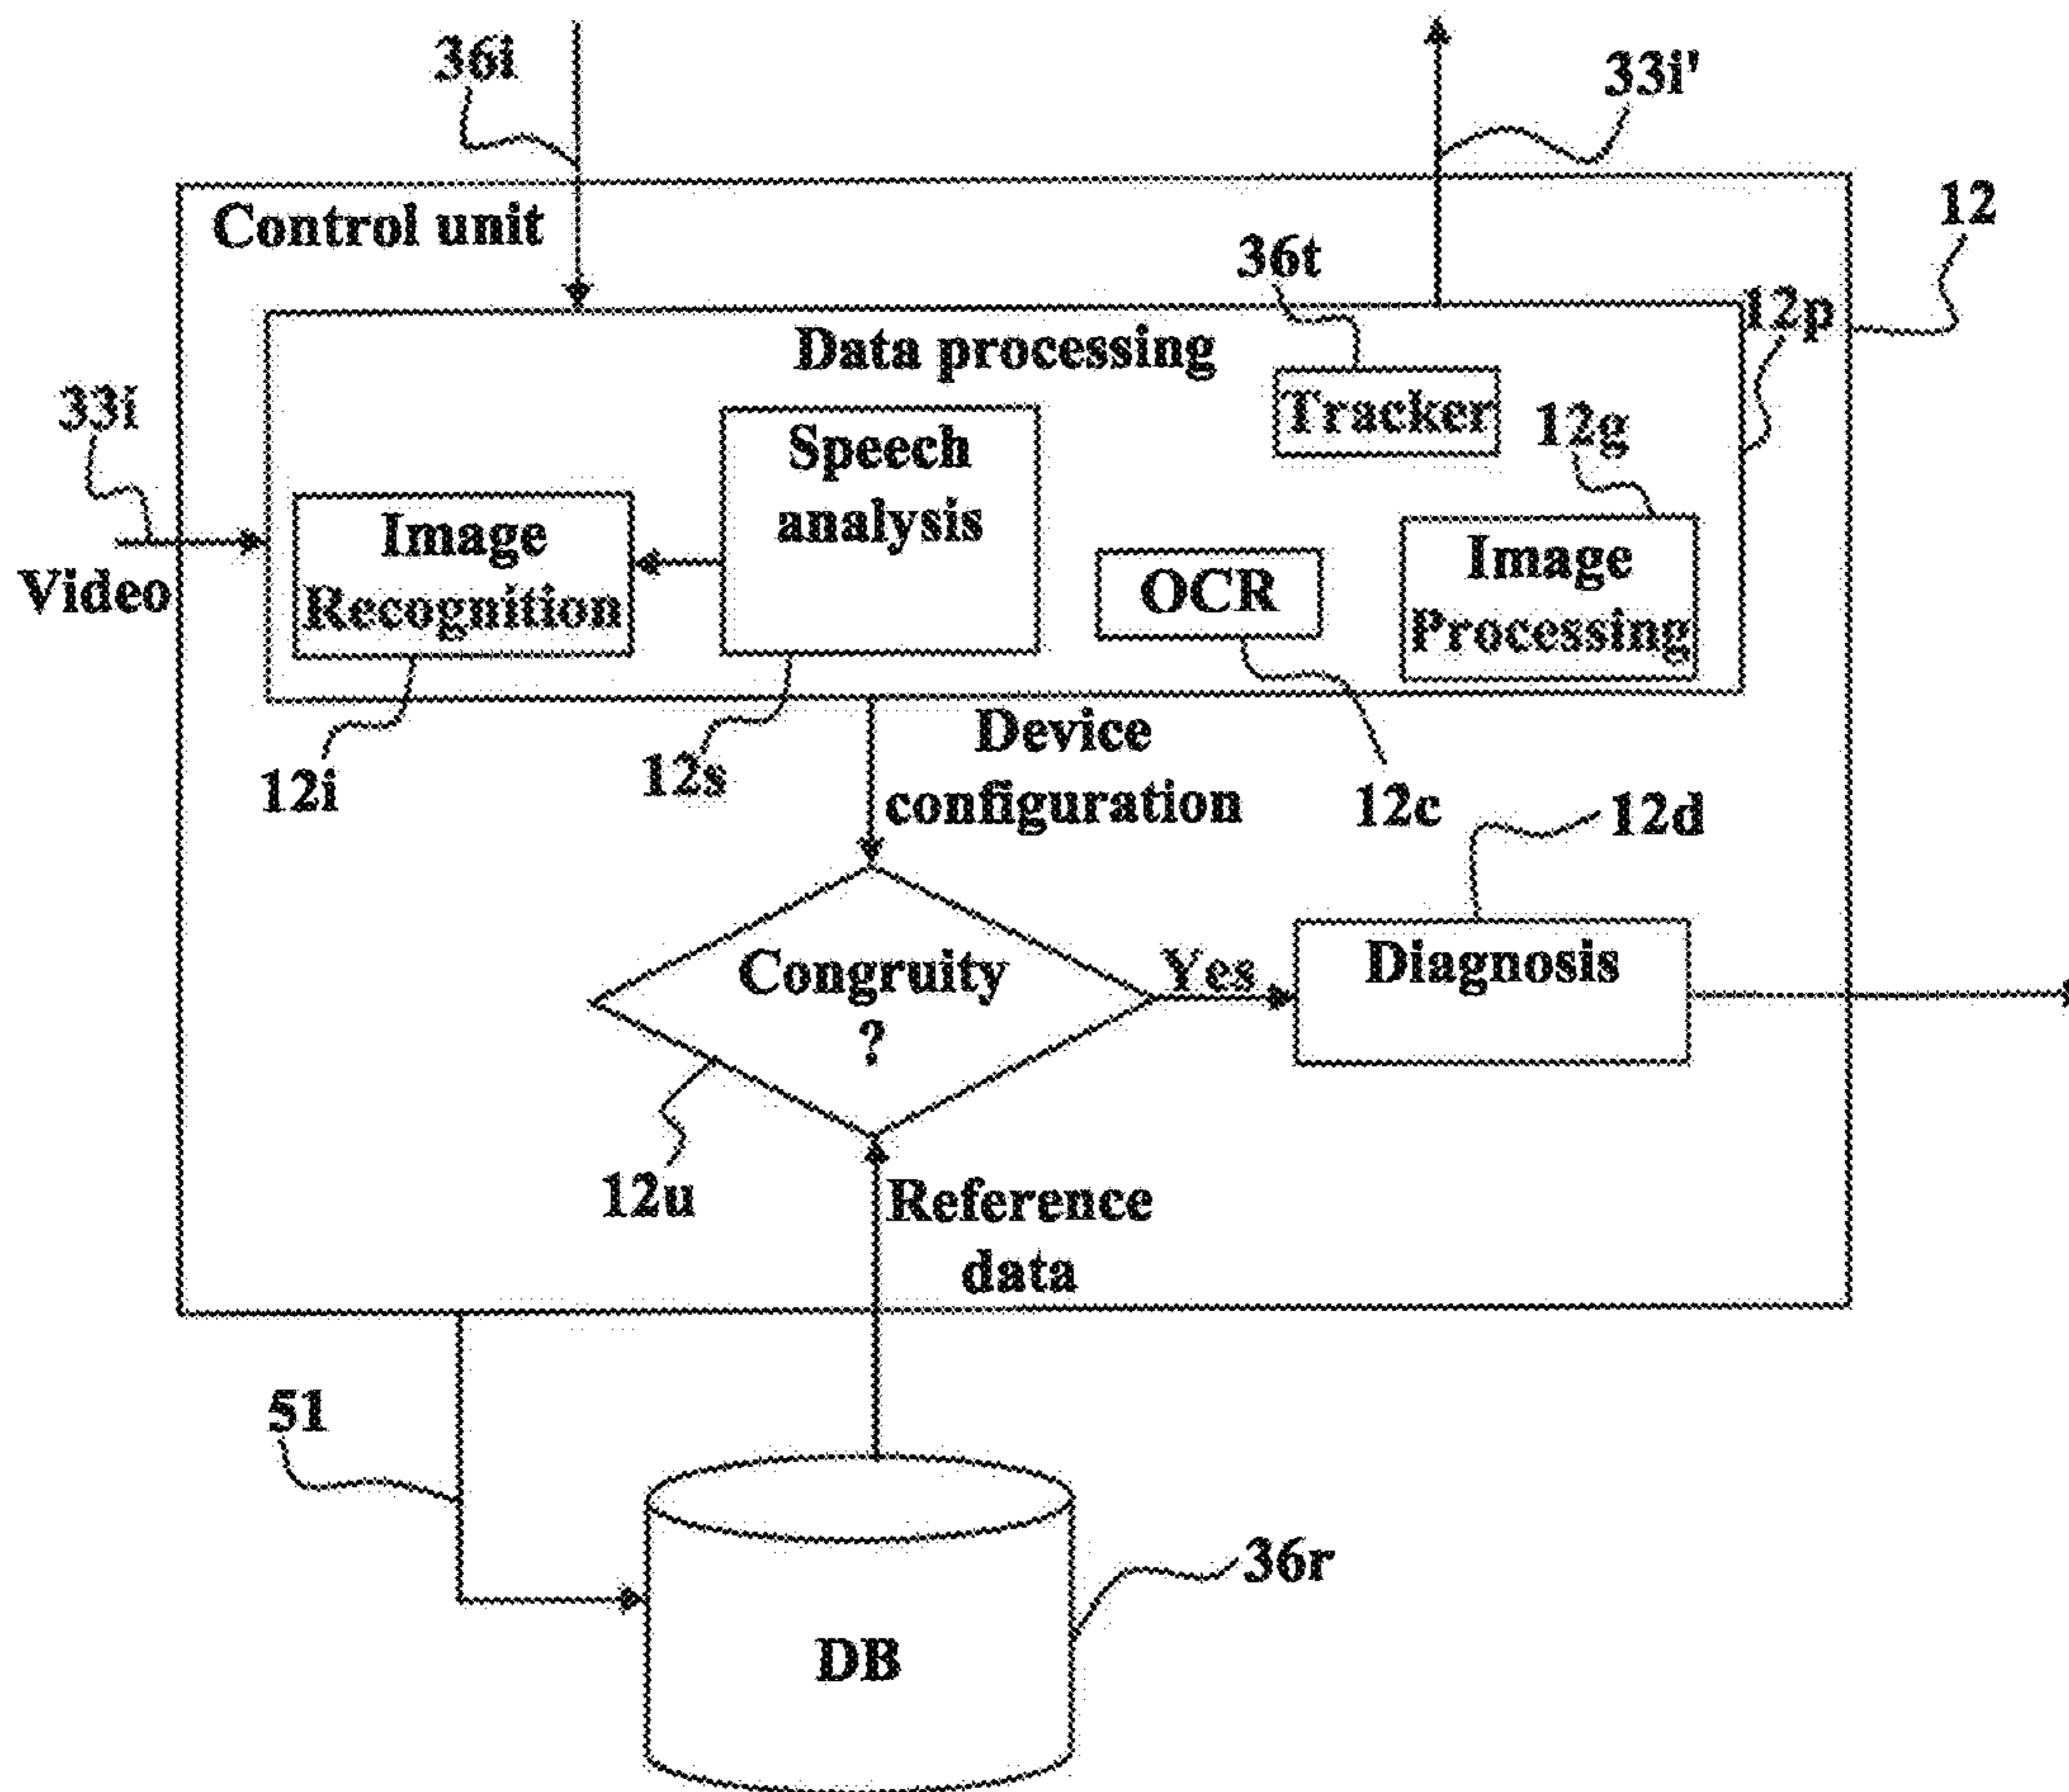 36i
33i'
Control unit
12
36t
12p
Data processing
33i
Tracker
Speech
analysis
12g
Image
Recognition
Image
Processing
OCR
Video
Device
configuration
12i
12s
12c
12d
Congruity
?
Yes
Diagnosis
12u
Reference
data
51
36r
DB